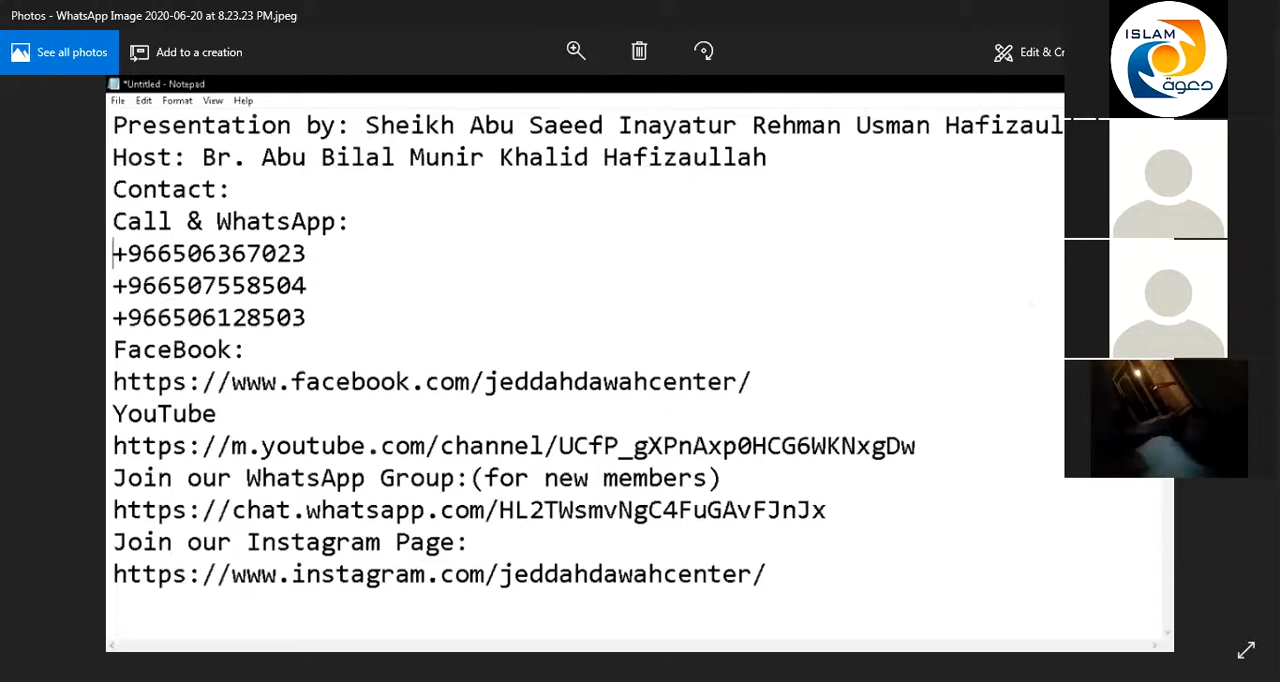 Photos - WhatsApp Image 2020-06-20 at 8.23.23 PM.jpeg
See all photos
Add to a creation
Edit & Cr
ISLAM
دعوة
*Untitled - Notepad
File Edit Format View Help
Presentation by: Sheikh Abu Saeed Inayatur Rehman Usman Hafizaul
Host: Br. Abu Bilal Munir Khalid Hafizaullah
Contact:
Call & WhatsApp:
+966506367023
+966507558504
+966506128503
FaceBook:
https://www.facebook.com/jeddahdawahcenter/
YouTube
https://m.youtube.com/channel/UCfP_gXPnAxp0HCG6WKNxgDw
Join our WhatsApp Group:(for new members)
https://chat.whatsapp.com/HL2TWsmvNgC4FuGAvFJnJx
Join our Instagram Page:
https://www.instagram.com/jeddahdawahcenter/